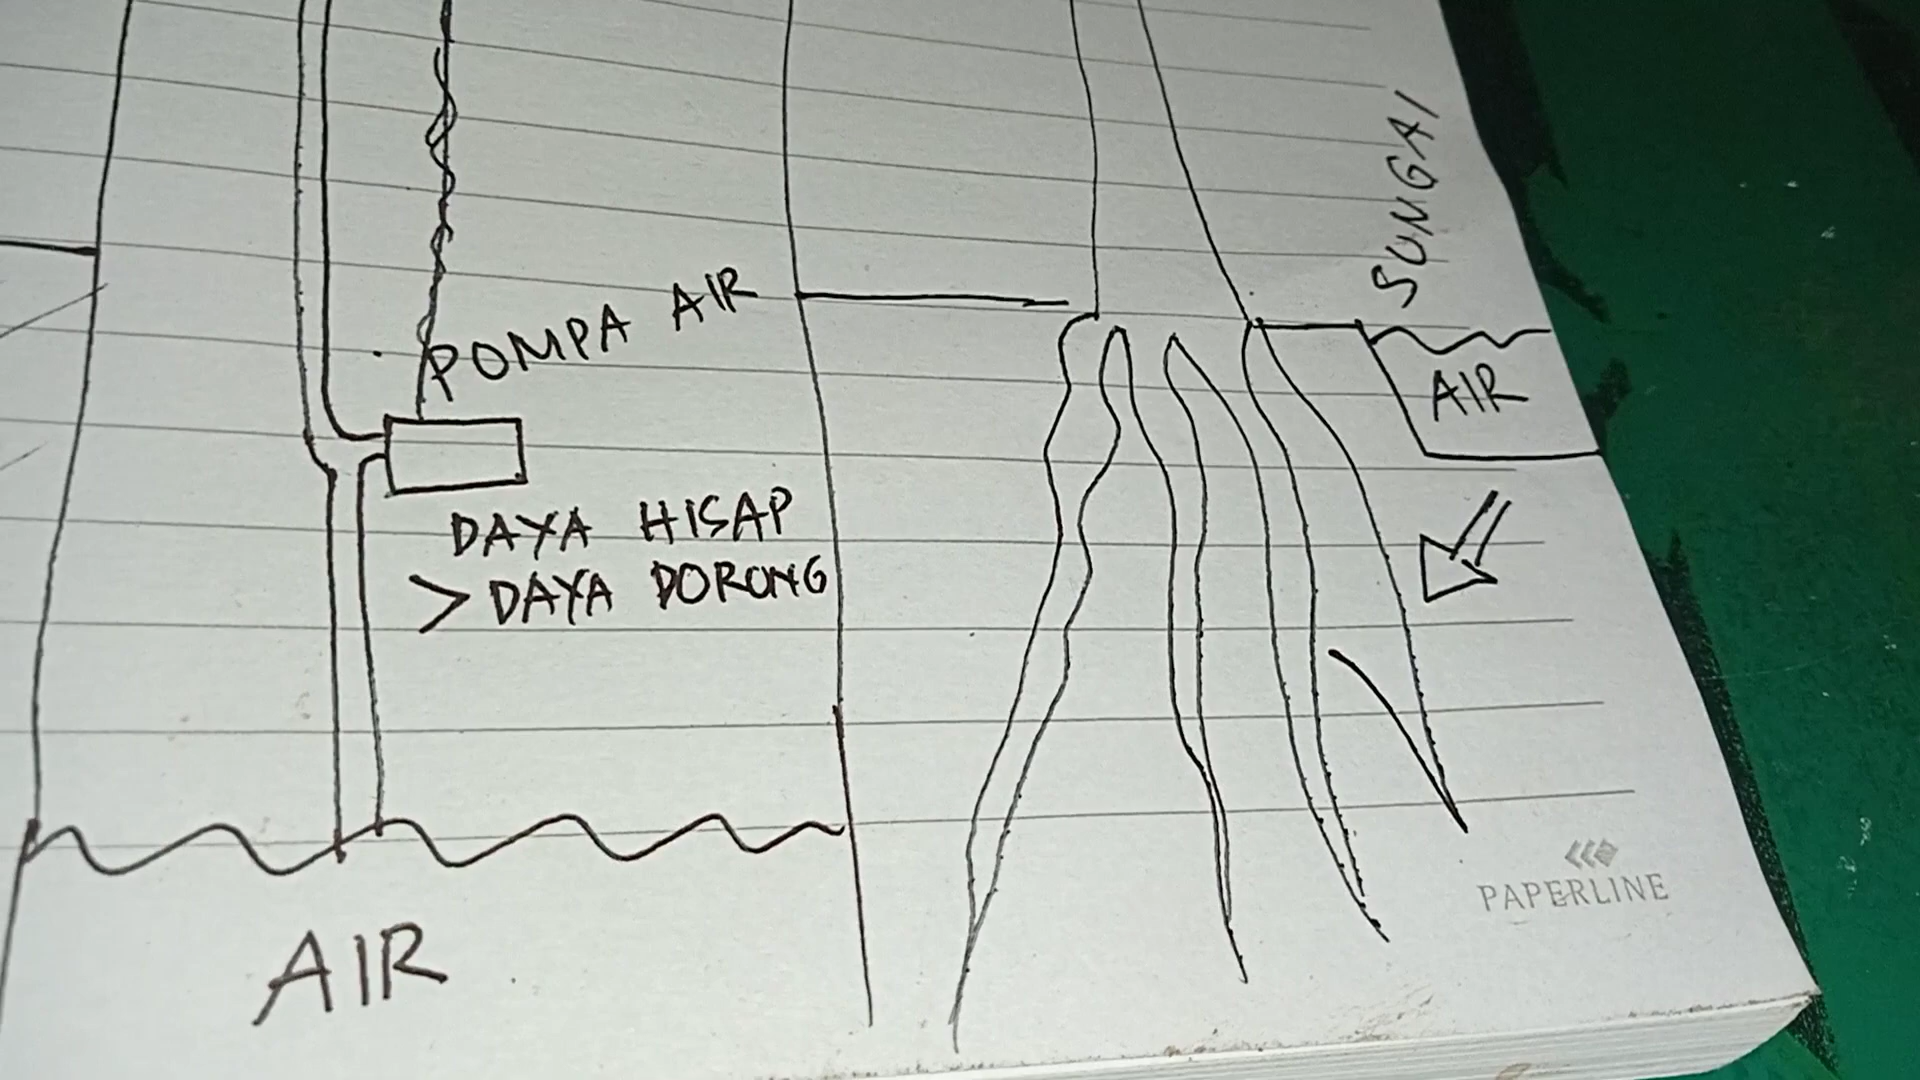 SUNGAI
POMPA AIR
AIR
DAYA HISAP
> DAYA DORONG
PAPERLINE
AIR